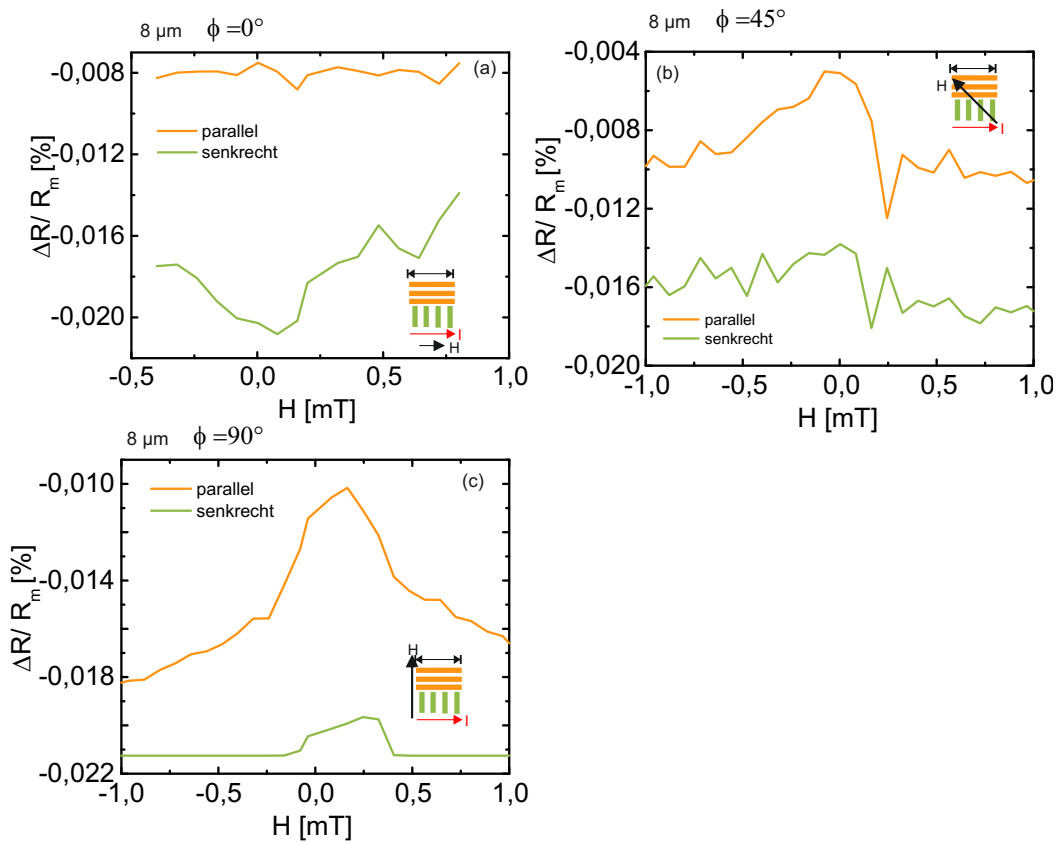 8 µm ϕ =0°
(a)
-0,008
-0,012
-0,016
-0,020
ΔR/ R_m [%]
parallel
senkrecht
I
H
-0,5 0,0 0,5 1,0
H [mT]
8 µm ϕ =45°
(b)
-0,004
-0,008
-0,012
-0,016
-0,020
ΔR/ R_m [%]
H
I
parallel
senkrecht
-1,0 -0,5 0,0 0,5 1,0
H [mT]
8 µm ϕ =90°
(c)
-0,010
-0,014
-0,018
-0,022
ΔR/ R_m [%]
parallel
senkrecht
H
I
-1,0 -0,5 0,0 0,5 1,0
H [mT]